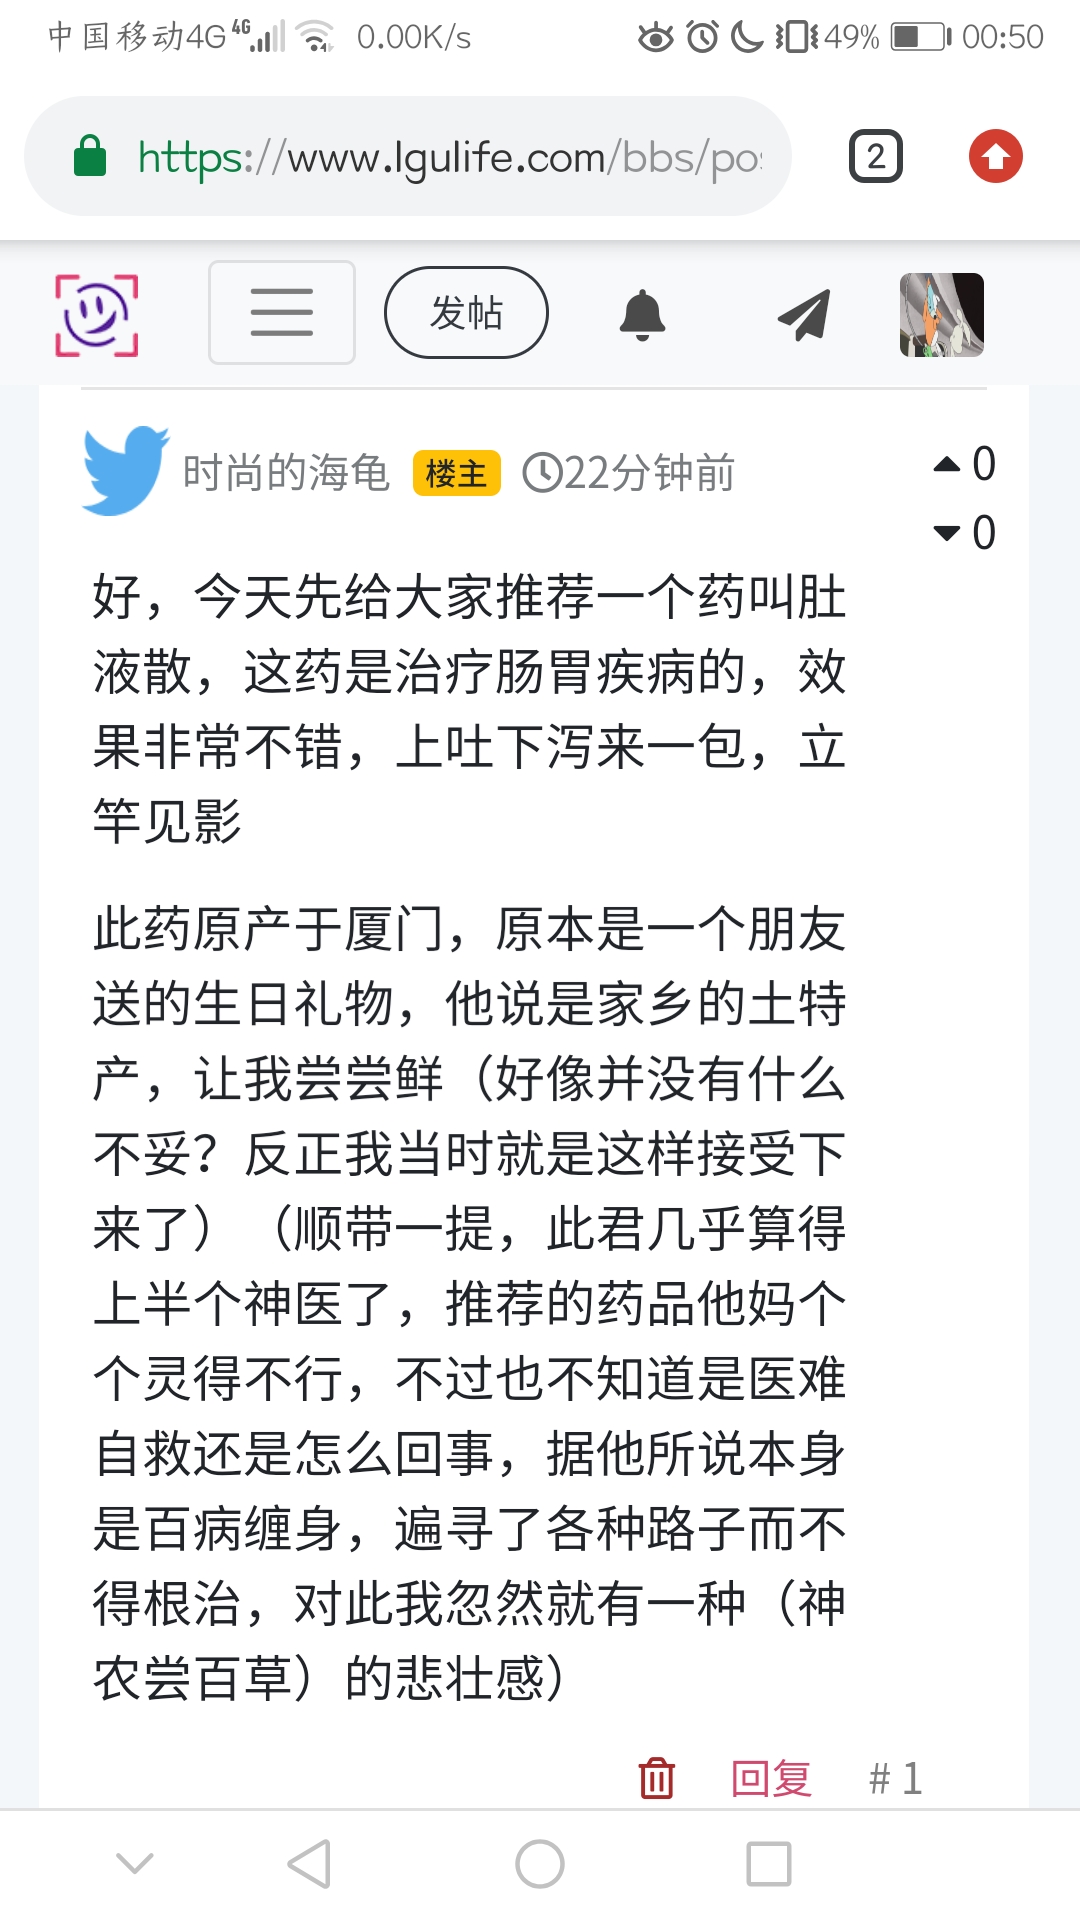 中国移动4G 4G 0.00K/s 49% 00:50
https://www.lgulife.com/bbs/pos
2
发帖
时尚的海龟 楼主 22分钟前
0
0
好，今天先给大家推荐一个药叫肚
液散，这药是治疗肠胃疾病的，效
果非常不错，上吐下泻来一包，立
竿见影
此药原产于厦门，原本是一个朋友
送的生日礼物，他说是家乡的土特
产，让我尝尝鲜（好像并没有什么
不妥？反正我当时就是这样接受下
来了）（顺带一提，此君几乎算得
上半个神医了，推荐的药品他妈个
个灵得不行，不过也不知道是医难
自救还是怎么回事，据他所说本身
是百病缠身，遍寻了各种路子而不
得根治，对此我忽然就有一种（神
农尝百草）的悲壮感）
回复 # 1